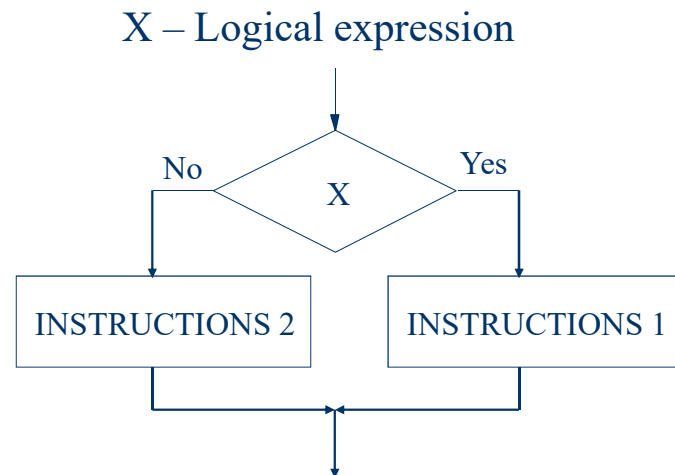 X – Logical expression
No
Yes
X
INSTRUCTIONS 2
INSTRUCTIONS 1